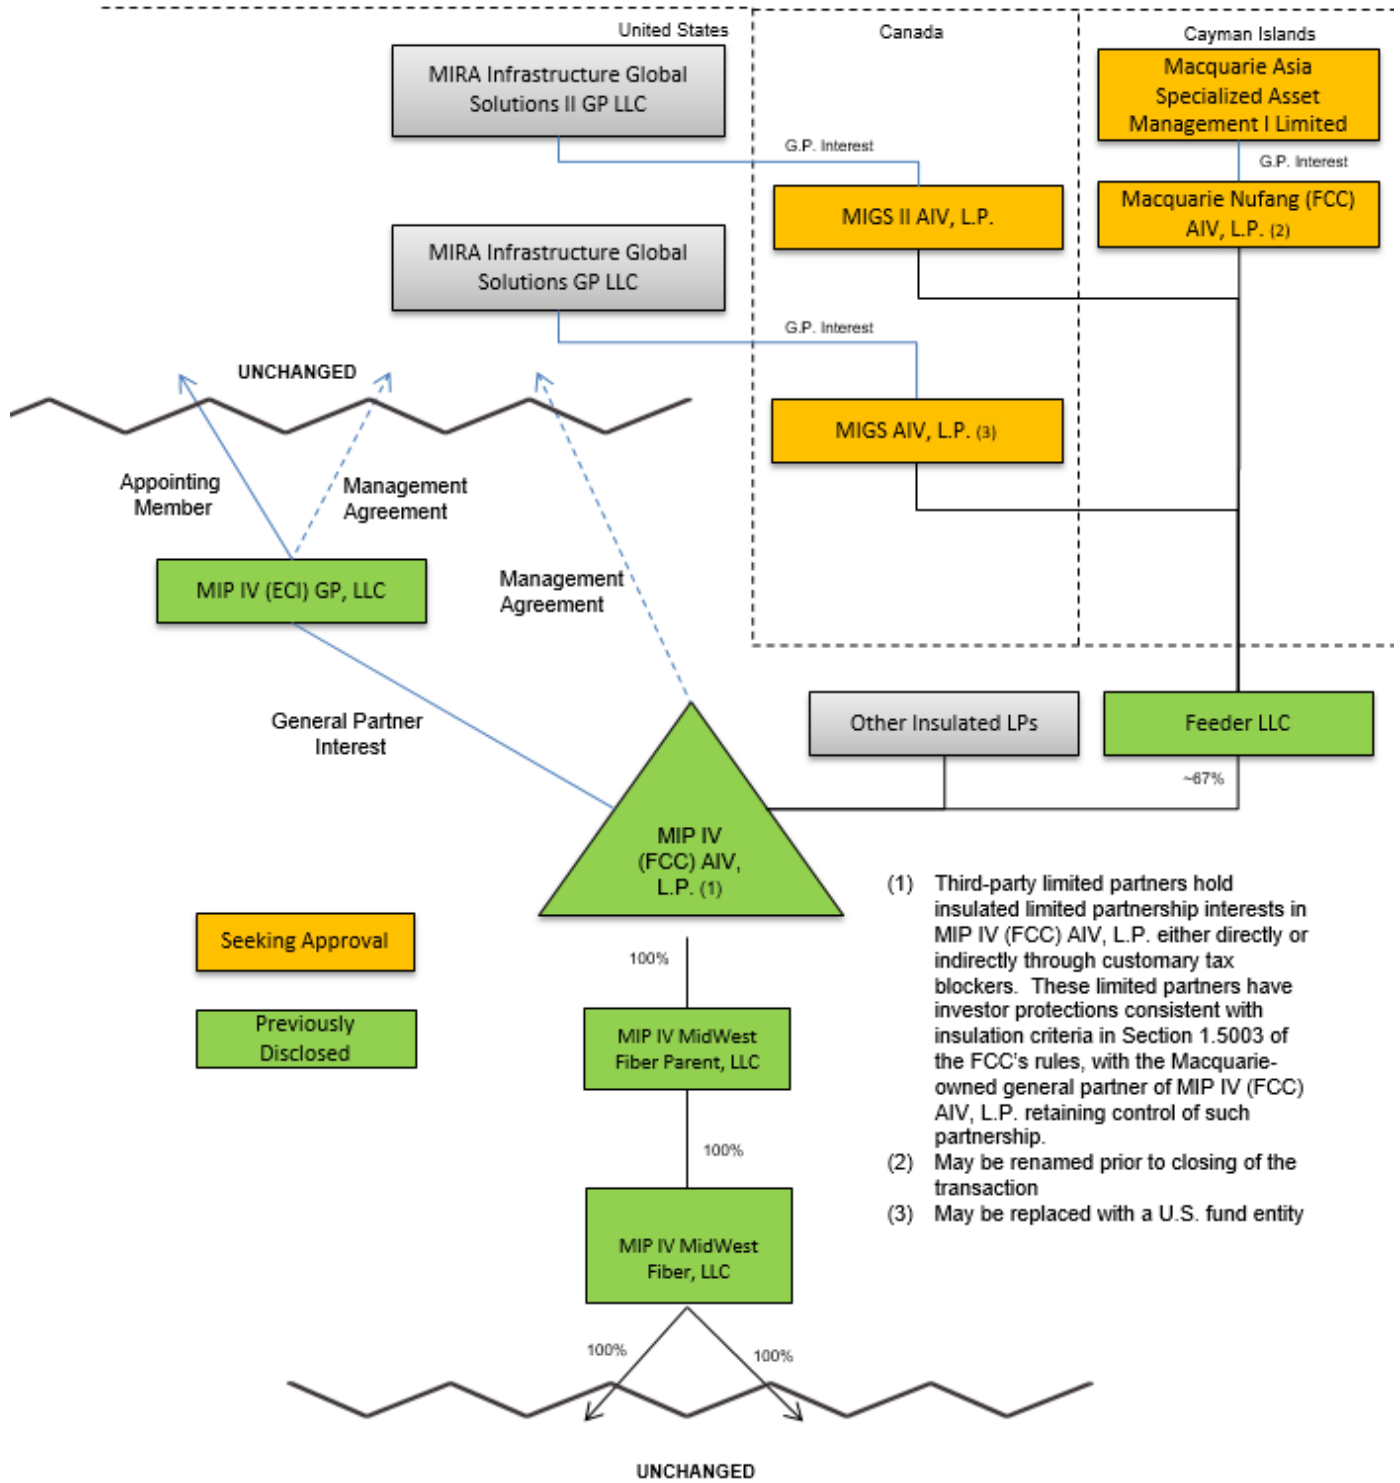 United States
Canada
Cayman Islands
MIRA Infrastructure Global
Solutions II GP LLC
Macquarie Asia
Specialized Asset
Management I Limited
G.P. Interest
G.P. Interest
MIGS II AIV, L.P.
Macquarie Nufang (FCC)
AIV, L.P. (2)
MIRA Infrastructure Global
Solutions GP LLC
G.P. Interest
UNCHANGED
MIGS AIV, L.P. (3)
Appointing
Member
Management
Agreement
MIP IV (ECI) GP, LLC
Management
Agreement
General Partner
Interest
Other Insulated LPs
Feeder LLC
~67%
MIP IV
(FCC) AIV,
L.P. (1)
Seeking Approval
Previously
Disclosed
100%
MIP IV MidWest
Fiber Parent, LLC
100%
MIP IV MidWest
Fiber, LLC
100%
100%
UNCHANGED
(1) Third-party limited partners hold
insulated limited partnership interests in
MIP IV (FCC) AIV, L.P. either directly or
indirectly through customary tax
blockers. These limited partners have
investor protections consistent with
insulation criteria in Section 1.5003 of
the FCC's rules, with the Macquarie-
owned general partner of MIP IV (FCC)
AIV, L.P. retaining control of such
partnership.
(2) May be renamed prior to closing of the
transaction
(3) May be replaced with a U.S. fund entity